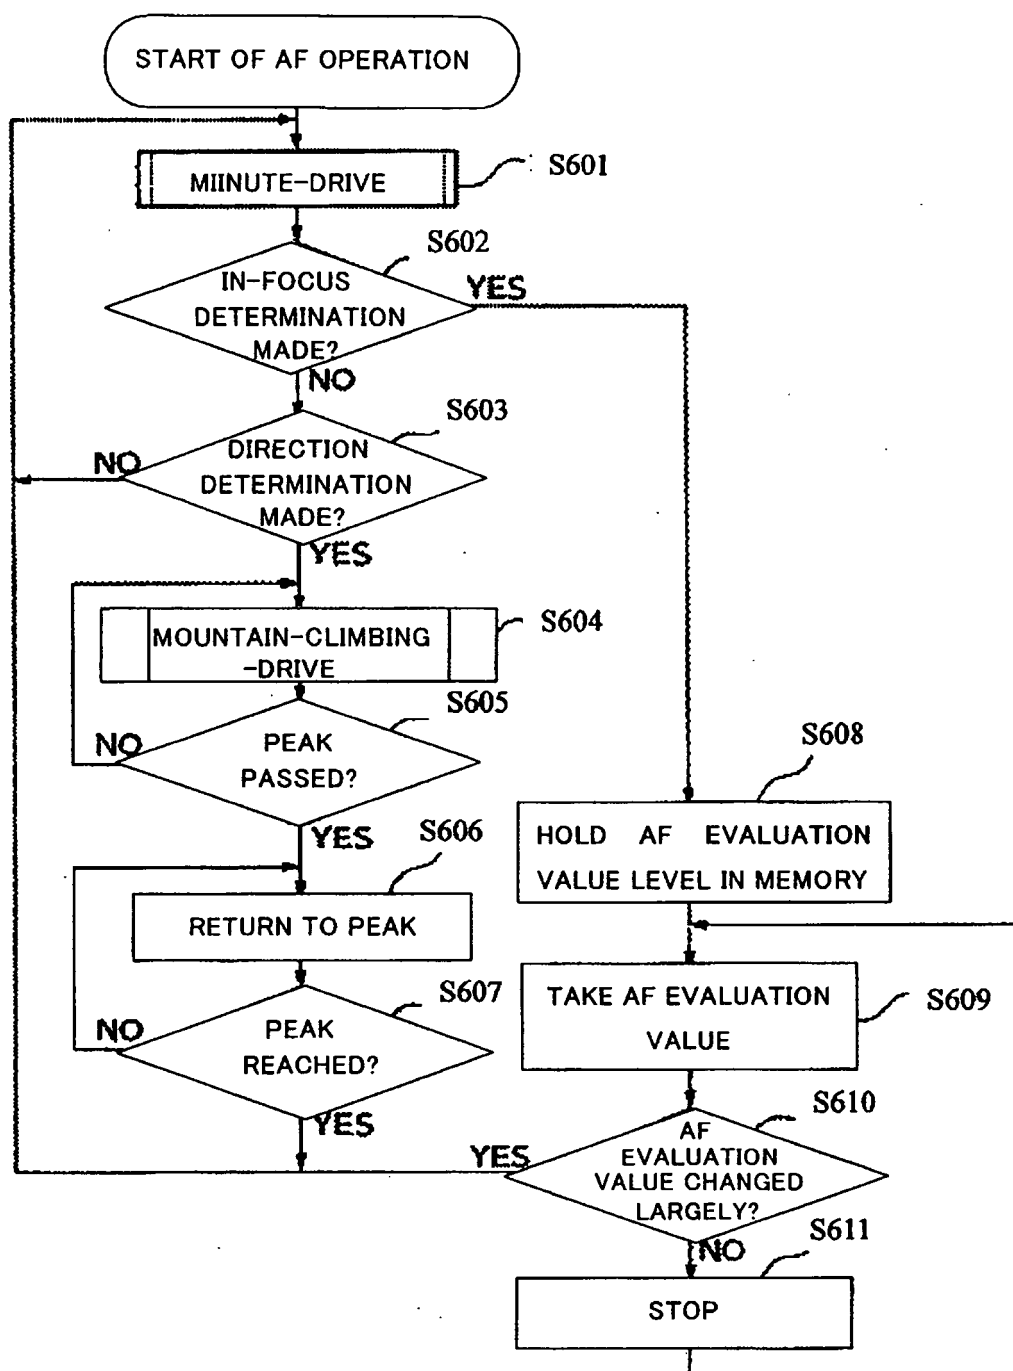 START OF AF OPERATION
MIINUTE-DRIVE
S601
S602
IN-FOCUS
DETERMINATION
MADE?
YES
NO
S603
DIRECTION
DETERMINATION
MADE?
NO
YES
MOUNTAIN-CLIMBING
-DRIVE
S604
S605
PEAK
PASSED?
NO
YES
S606
RETURN TO PEAK
S607
PEAK
REACHED?
NO
YES
S608
HOLD AF EVALUATION
VALUE LEVEL IN MEMORY
TAKE AF EVALUATION
VALUE
S609
S610
AF
EVALUATION
VALUE CHANGED
LARGELY?
YES
NO
S611
STOP